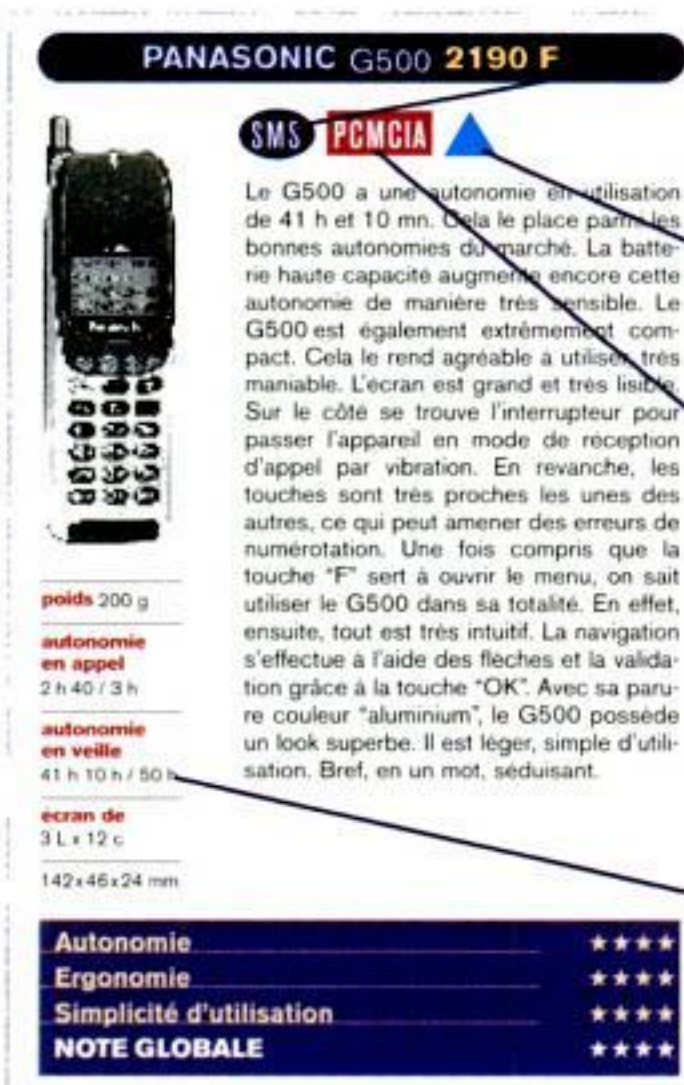 PANASONIC G500 2190 F
SMS PCMCIA
Le G500 a une autonomie en utilisation
de 41 h et 10 mn. Cela le place parmi les
bonnes autonomies du marché. La batte-
rie haute capacité augmente encore cette
autonomie de manière très sensible. Le
G500 est également extrêmement com-
pact. Cela le rend agréable à utiliser, très
maniable. L'écran est grand et très lisible.
Sur le côté se trouve l'interrupteur pour
passer l'appareil en mode de réception
d'appel par vibration. En revanche, les
touches sont très proches les unes des
autres, ce qui peut amener des erreurs de
numérotation. Une fois compris que la
touche "F" sert à ouvrir le menu, on sait
utiliser le G500 dans sa totalité. En effet,
ensuite, tout est très intuitif. La navigation
s'effectue à l'aide des flèches et la valida-
tion grâce à la touche "OK". Avec sa paru-
re couleur "aluminium", le G500 possède
un look superbe. Il est léger, simple d'utili-
sation. Bref, en un mot, séduisant.
poids 200 g
autonomie
en appel
2 h 40 / 3 h
autonomie
en veille
41 h 10 h / 50 h
écran de
3 L x 12 c
142x46x24 mm
Autonomie ****
Ergonomie ****
Simplicité d'utilisation ****
NOTE GLOBALE ****